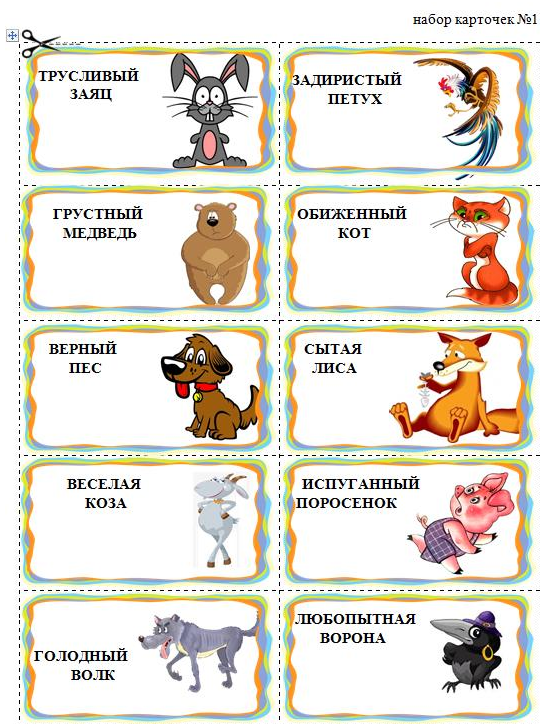 набор карточек №1
ТРУСЛИВЫЙ
ЗАЯЦ
ЗАДИРИСТЫЙ
ПЕТУХ
ГРУСТНЫЙ
МЕДВЕДЬ
ОБИЖЕННЫЙ
КОТ
ВЕРНЫЙ
ПЕС
СЫТАЯ
ЛИСА
ВЕСЕЛАЯ
КОЗА
ИСПУГАННЫЙ
ПОРОСЕНОК
ГОЛОДНЫЙ
ВОЛК
ЛЮБОПЫТНАЯ
ВОРОНА